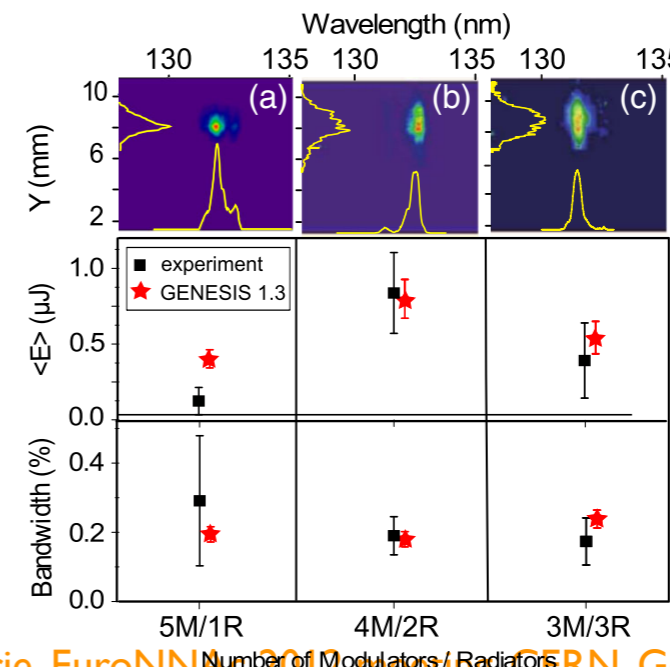 Wavelength (nm)
130 135 130 135 130
(a) (b) (c)
10
6
2
Y (mm)
experiment
GENESIS 1.3
1.0
0.5
0.0
<E> (µJ)
0.4
0.2
0.0
Bandwidth (%)
5M/1R 4M/2R 3M/3R
Number of Modulators / Radiators